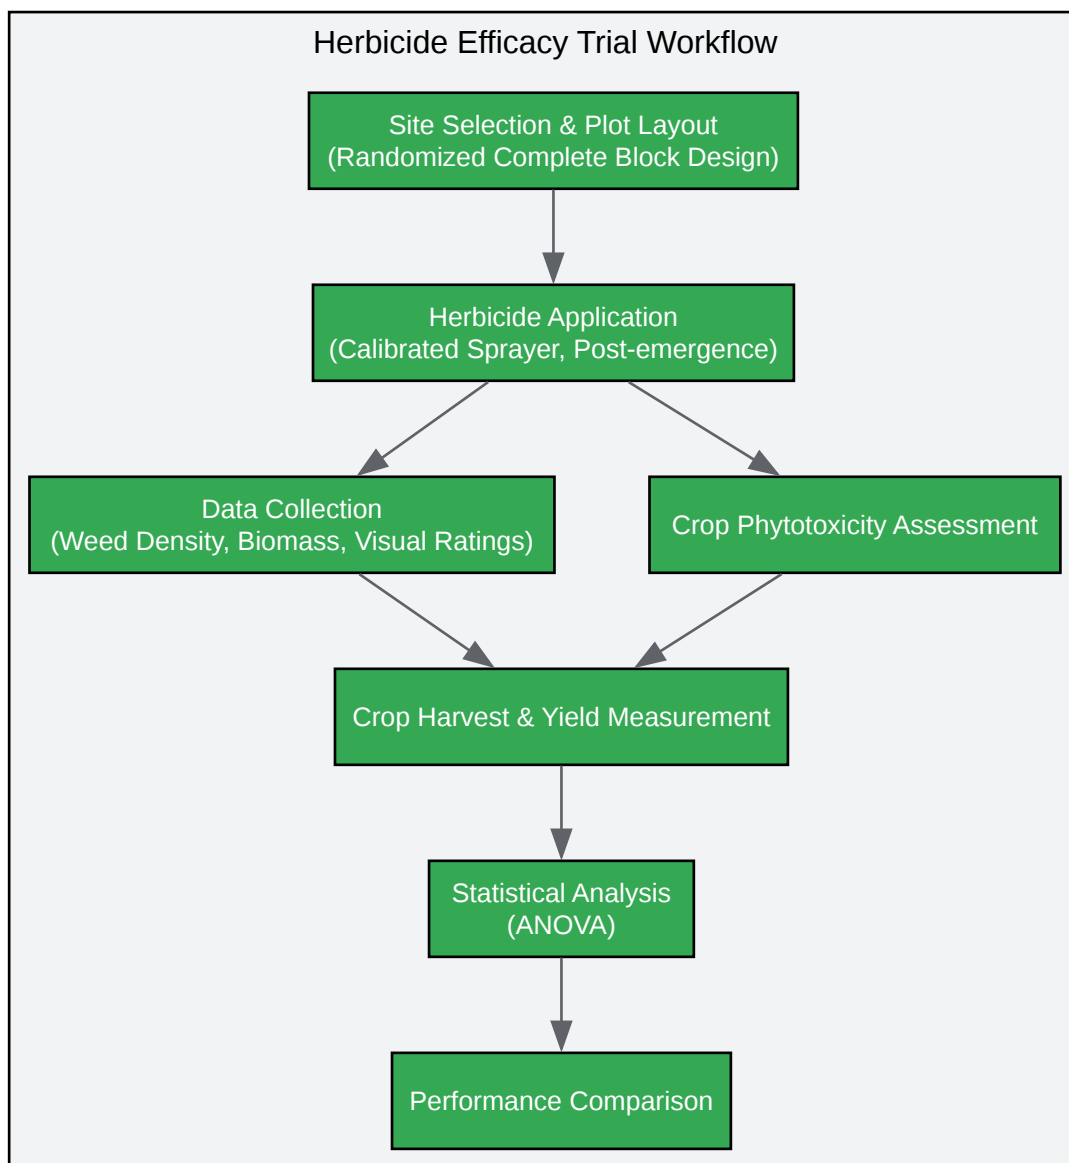 Herbicide Efficacy Trial Workflow
Site Selection & Plot Layout
(Randomized Complete Block Design)
Herbicide Application
(Calibrated Sprayer, Post-emergence)
Data Collection
(Weed Density, Biomass, Visual Ratings)
Crop Phytotoxicity Assessment
Crop Harvest & Yield Measurement
Statistical Analysis
(ANOVA)
Performance Comparison